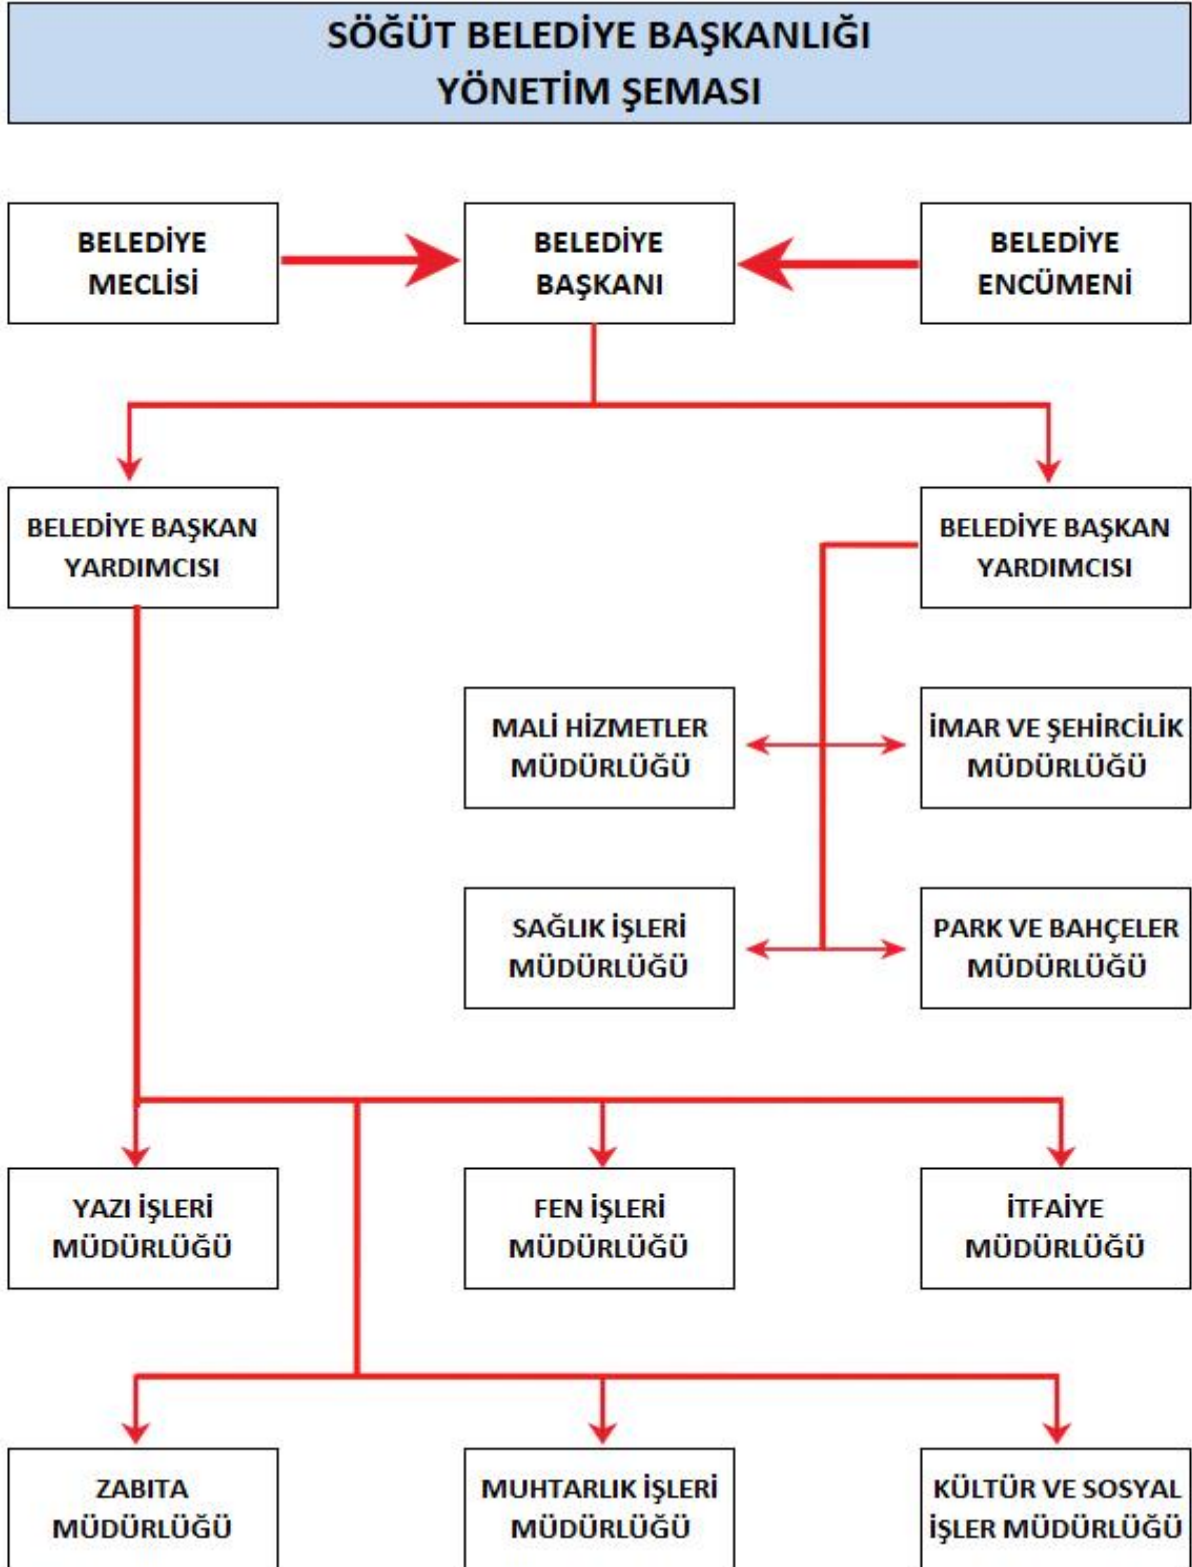 SÖĞÜT BELEDİYE BAŞKANLIĞI
YÖNETİM ŞEMASI
BELEDİYE
MECLİSİ
BELEDİYE
BAŞKANI
BELEDİYE
ENCÜMENİ
BELEDİYE BAŞKAN
YARDIMCISI
BELEDİYE BAŞKAN
YARDIMCISI
MALİ HİZMETLER
MÜDÜRLÜĞÜ
İMAR VE ŞEHİRCİLİK
MÜDÜRLÜĞÜ
SAĞLIK İŞLERİ
MÜDÜRLÜĞÜ
PARK VE BAHÇELER
MÜDÜRLÜĞÜ
YAZI İŞLERİ
MÜDÜRLÜĞÜ
FEN İŞLERİ
MÜDÜRLÜĞÜ
İTFAİYE
MÜDÜRLÜĞÜ
ZABITA
MÜDÜRLÜĞÜ
MUHTARLIK İŞLERİ
MÜDÜRLÜĞÜ
KÜLTÜR VE SOSYAL
İŞLER MÜDÜRLÜĞÜ